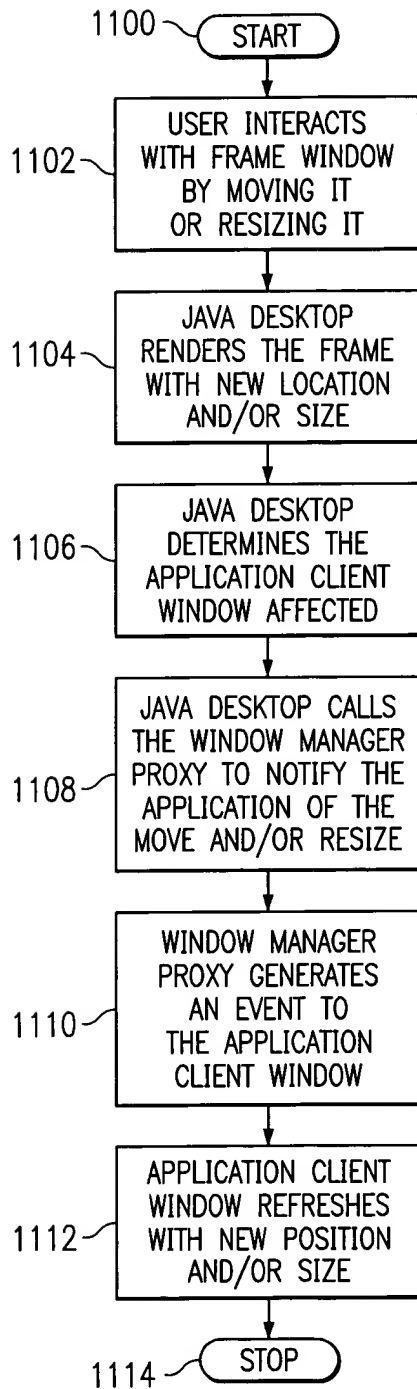 1100
START
1102
USER INTERACTS
WITH FRAME WINDOW
BY MOVING IT
OR RESIZING IT
1104
JAVA DESKTOP
RENDERS THE FRAME
WITH NEW LOCATION
AND/OR SIZE
1106
JAVA DESKTOP
DETERMINES THE
APPLICATION CLIENT
WINDOW AFFECTED
1108
JAVA DESKTOP CALLS
THE WINDOW MANAGER
PROXY TO NOTIFY THE
APPLICATION OF THE
MOVE AND/OR RESIZE
1110
WINDOW MANAGER
PROXY GENERATES
AN EVENT TO
THE APPLICATION
CLIENT WINDOW
1112
APPLICATION CLIENT
WINDOW REFRESHES
WITH NEW POSITION
AND/OR SIZE
1114
STOP